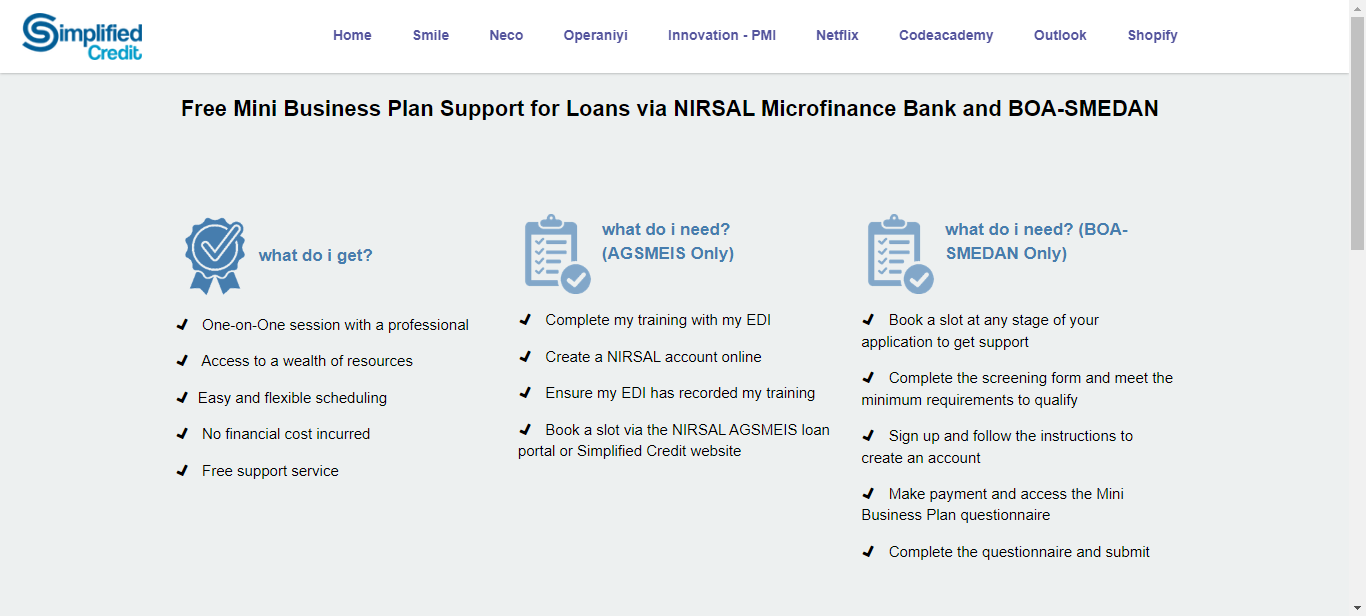 Simplified
Credit
Home Smile Neco Operaniyi Innovation - PMI Netflix Codeacademy Outlook Shopify
Free Mini Business Plan Support for Loans via NIRSAL Microfinance Bank and BOA-SMEDAN
what do i get?
One-on-One session with a professional
Access to a wealth of resources
Easy and flexible scheduling
No financial cost incurred
Free support service
what do i need?
(AGSMEIS Only)
Complete my training with my EDI
Create a NIRSAL account online
Ensure my EDI has recorded my training
Book a slot via the NIRSAL AGSMEIS loan
portal or Simplified Credit website
what do i need? (BOA-
SMEDAN Only)
Book a slot at any stage of your
application to get support
Complete the screening form and meet the
minimum requirements to qualify
Sign up and follow the instructions to
create an account
Make payment and access the Mini
Business Plan questionnaire
Complete the questionnaire and submit